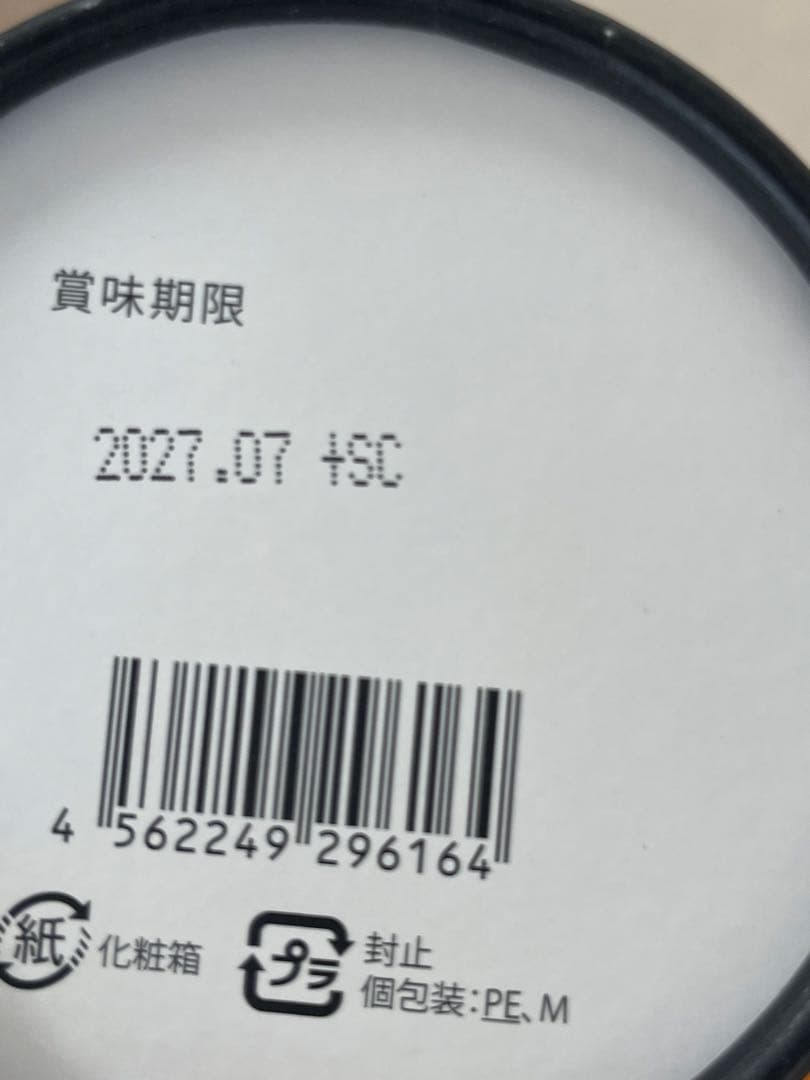 賞味期限
2027.07 +SC
4 562249 296164
紙 化粧箱
プラ 封止
個包装:PE、M